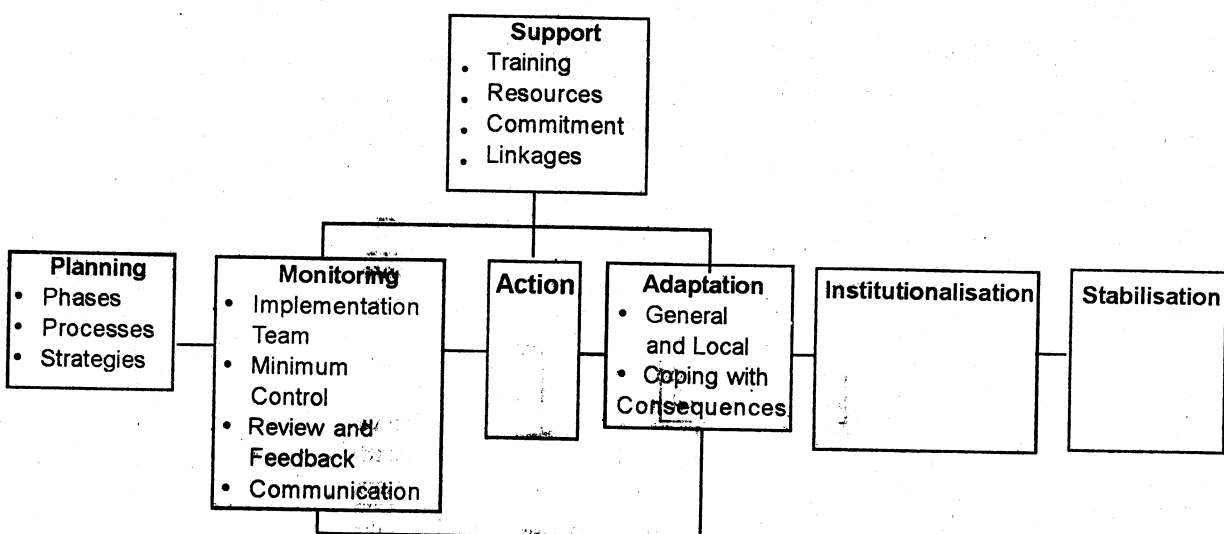 Support
. Training
. Resources
. Commitment
. Linkages
Planning
• Phases
• Processes
• Strategies
Monitoring
• Implementation
Team
• Minimum
Control
• Review and
Feedback
• Communication
Action
Adaptation
• General
and Local
• Coping with
Consequences
Institutionalisation
Stabilisation